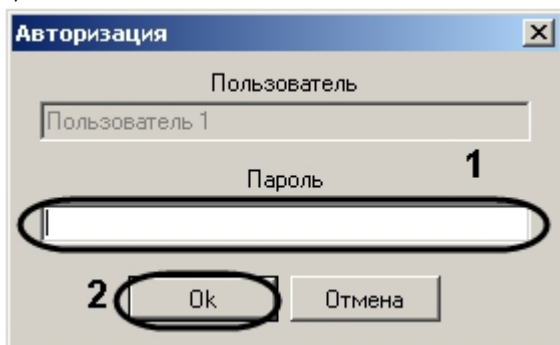 Авторизация
Пользователь
Пользователь 1
1
Пароль
2 Ok Отмена